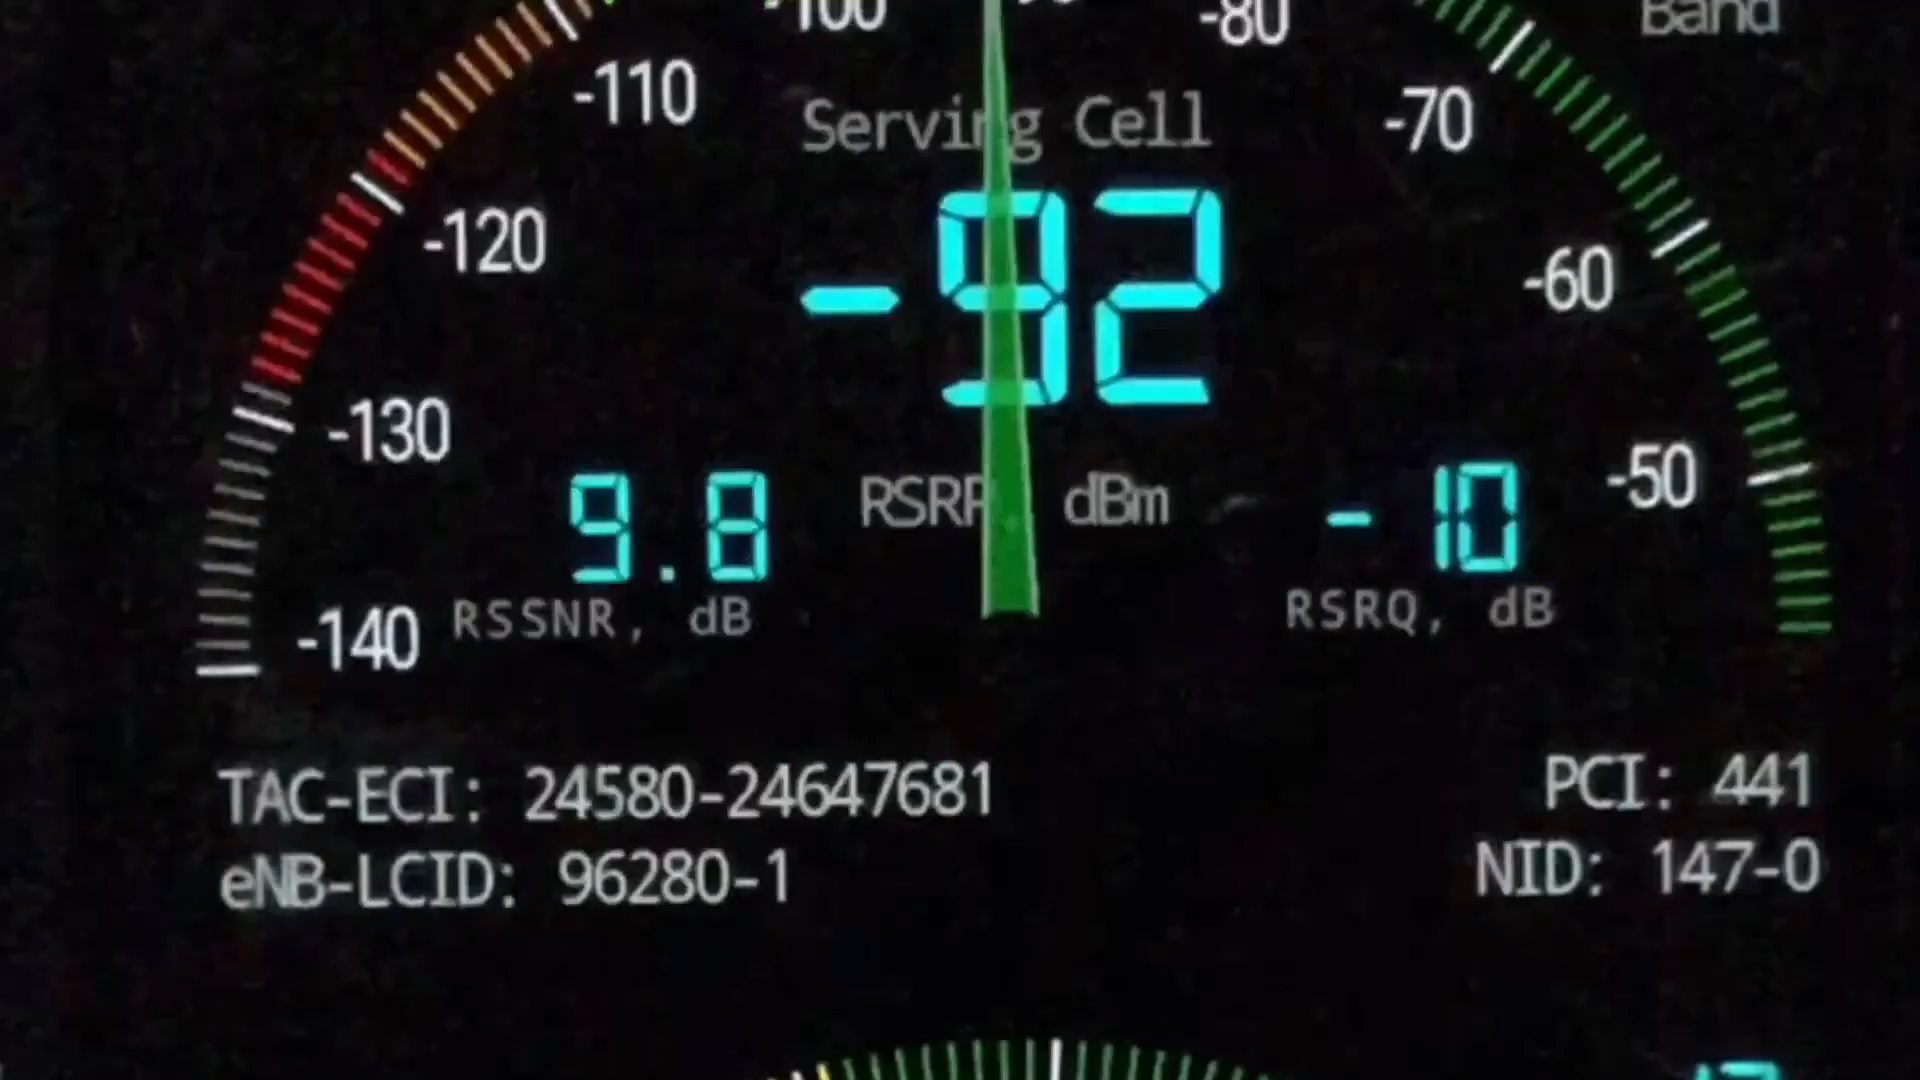 -100
-80
Band
-110
Serving Cell
-70
-120
-92
-60
-130
9.8
RSRP dBm
-10
-50
-140
RSSNR, dB
RSRQ, dB
TAC-ECI: 24580-24647681
PCI: 441
eNB-LCID: 96280-1
NID: 147-0